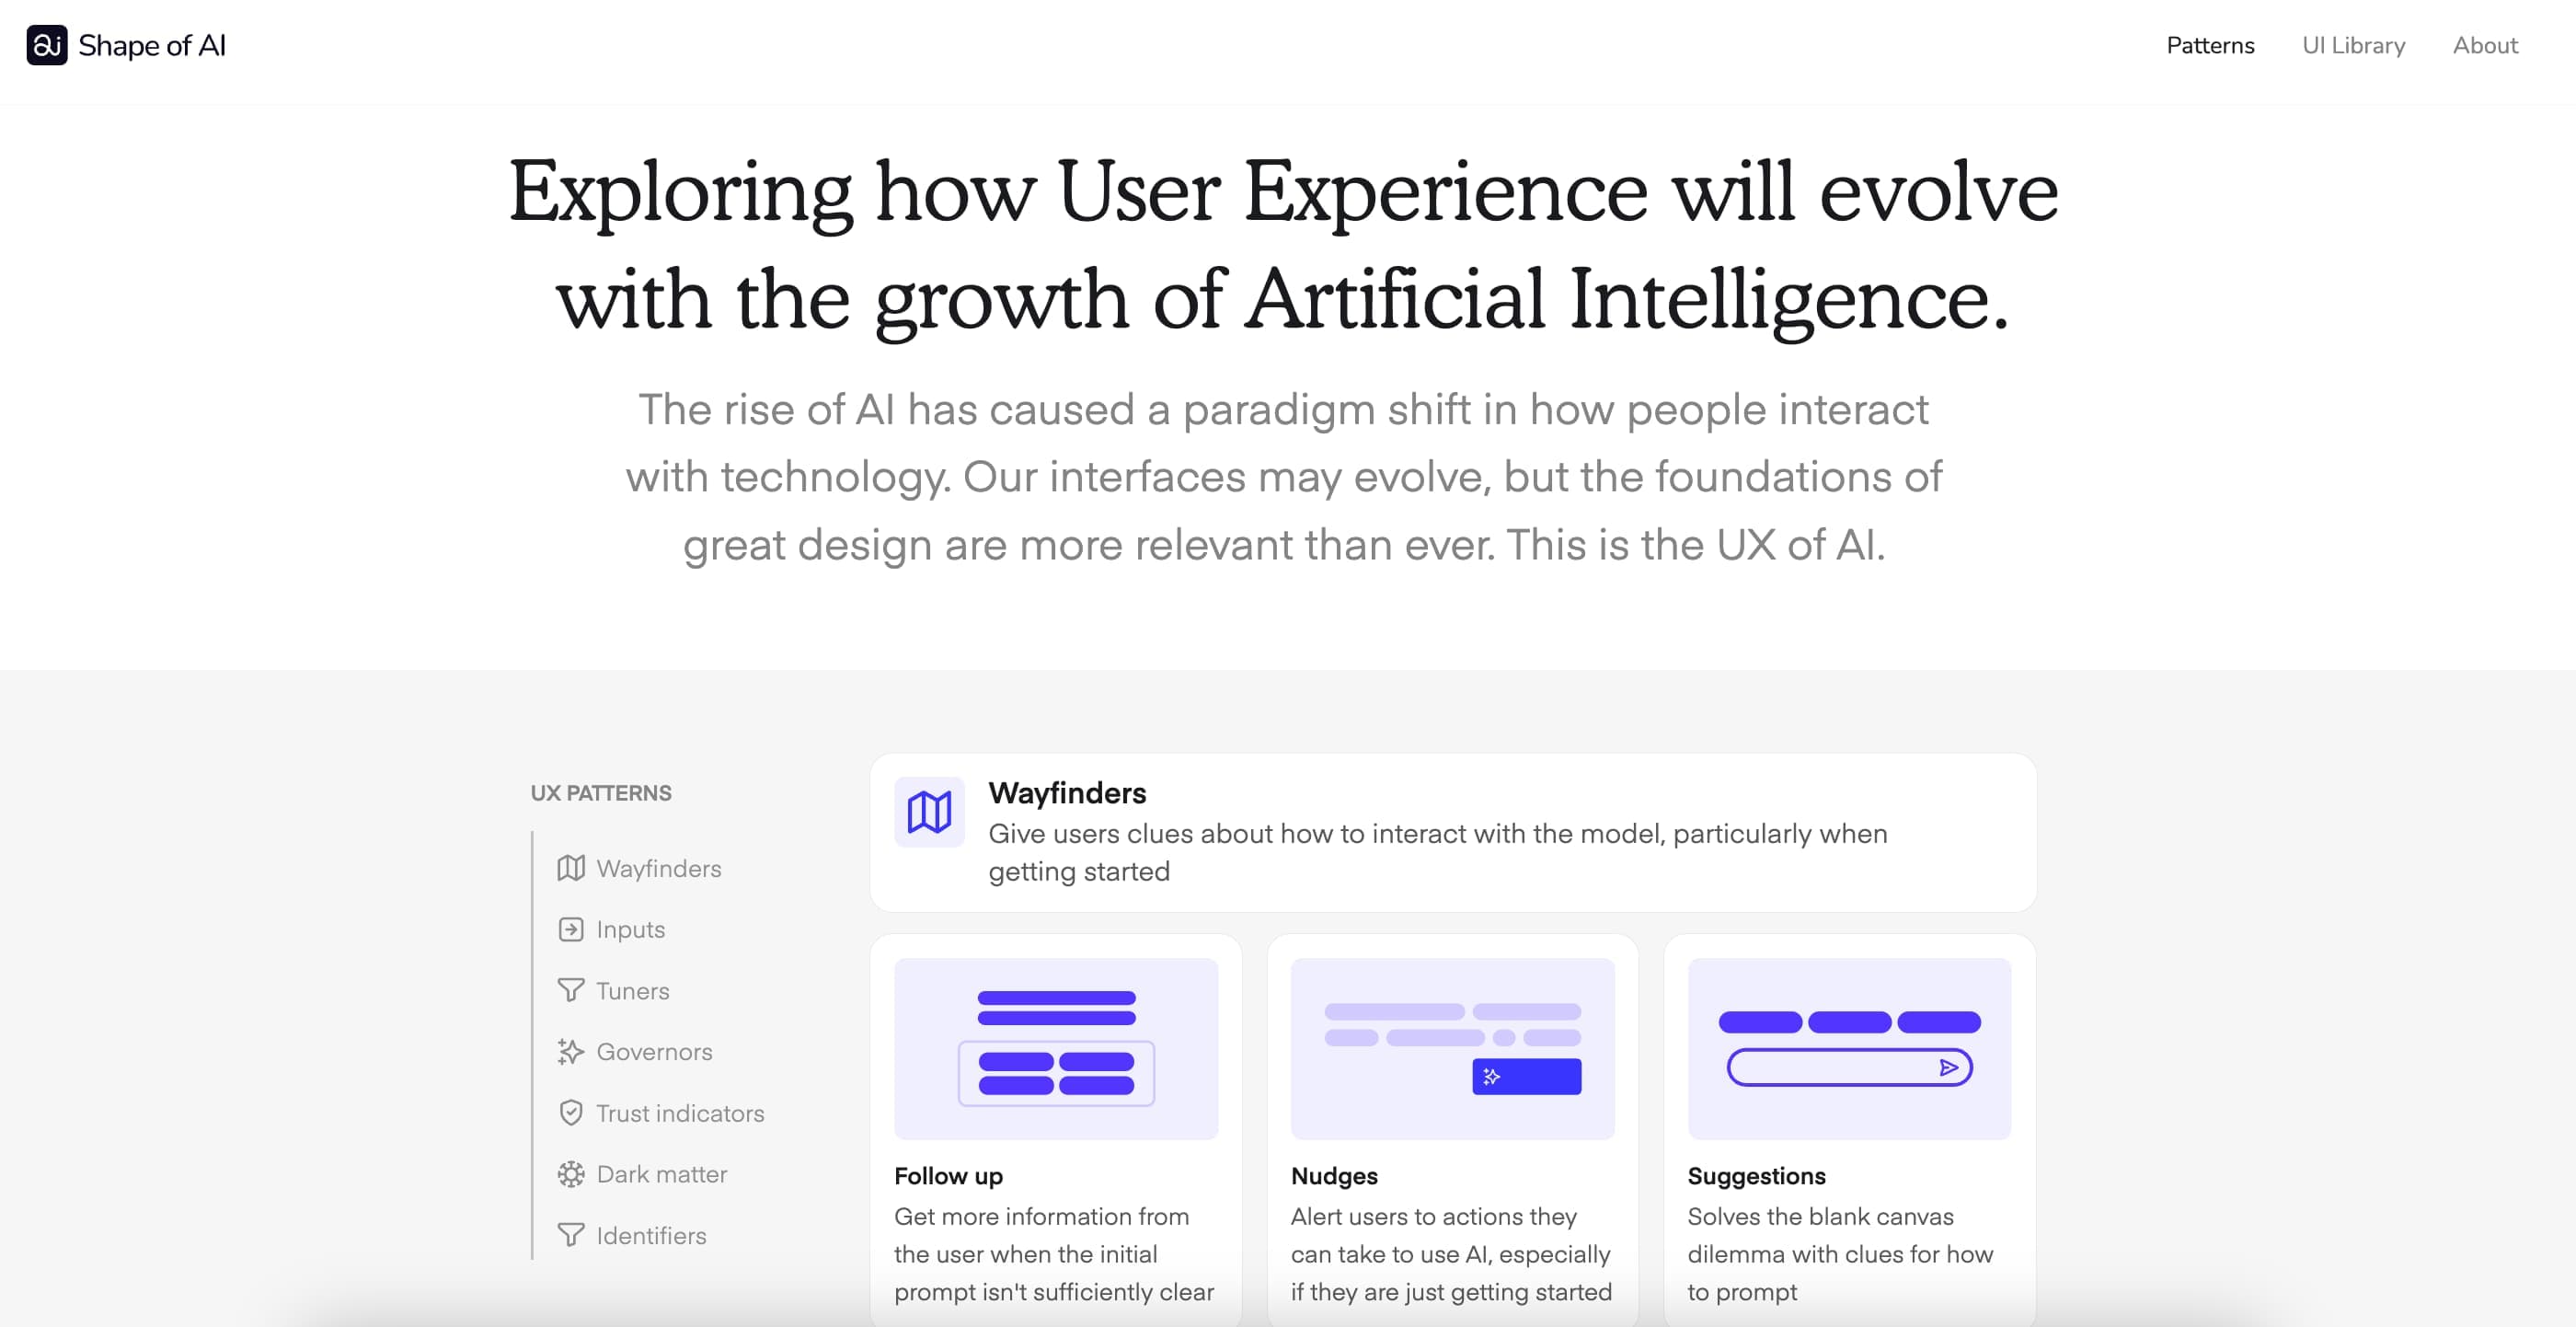 Shape of AI
Patterns
UI Library
About
Exploring how User Experience will evolve
with the growth of Artificial Intelligence.
The rise of AI has caused a paradigm shift in how people interact
with technology. Our interfaces may evolve, but the foundations of
great design are more relevant than ever. This is the UX of AI.
UX PATTERNS
Wayfinders
Inputs
Tuners
Governors
Trust indicators
Dark matter
Identifiers
Wayfinders
Give users clues about how to interact with the model, particularly when
getting started
Follow up
Get more information from
the user when the initial
prompt isn't sufficiently clear
Nudges
Alert users to actions they
can take to use AI, especially
if they are just getting started
Suggestions
Solves the blank canvas
dilemma with clues for how
to prompt